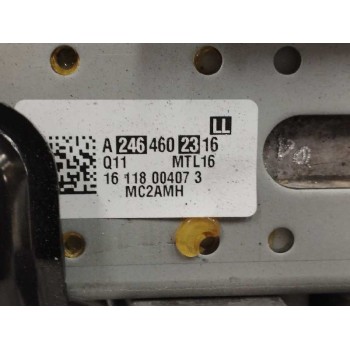 LL
A 246 460 23 16
Q11 MTL16
16 118 00407 3
MC2AMH